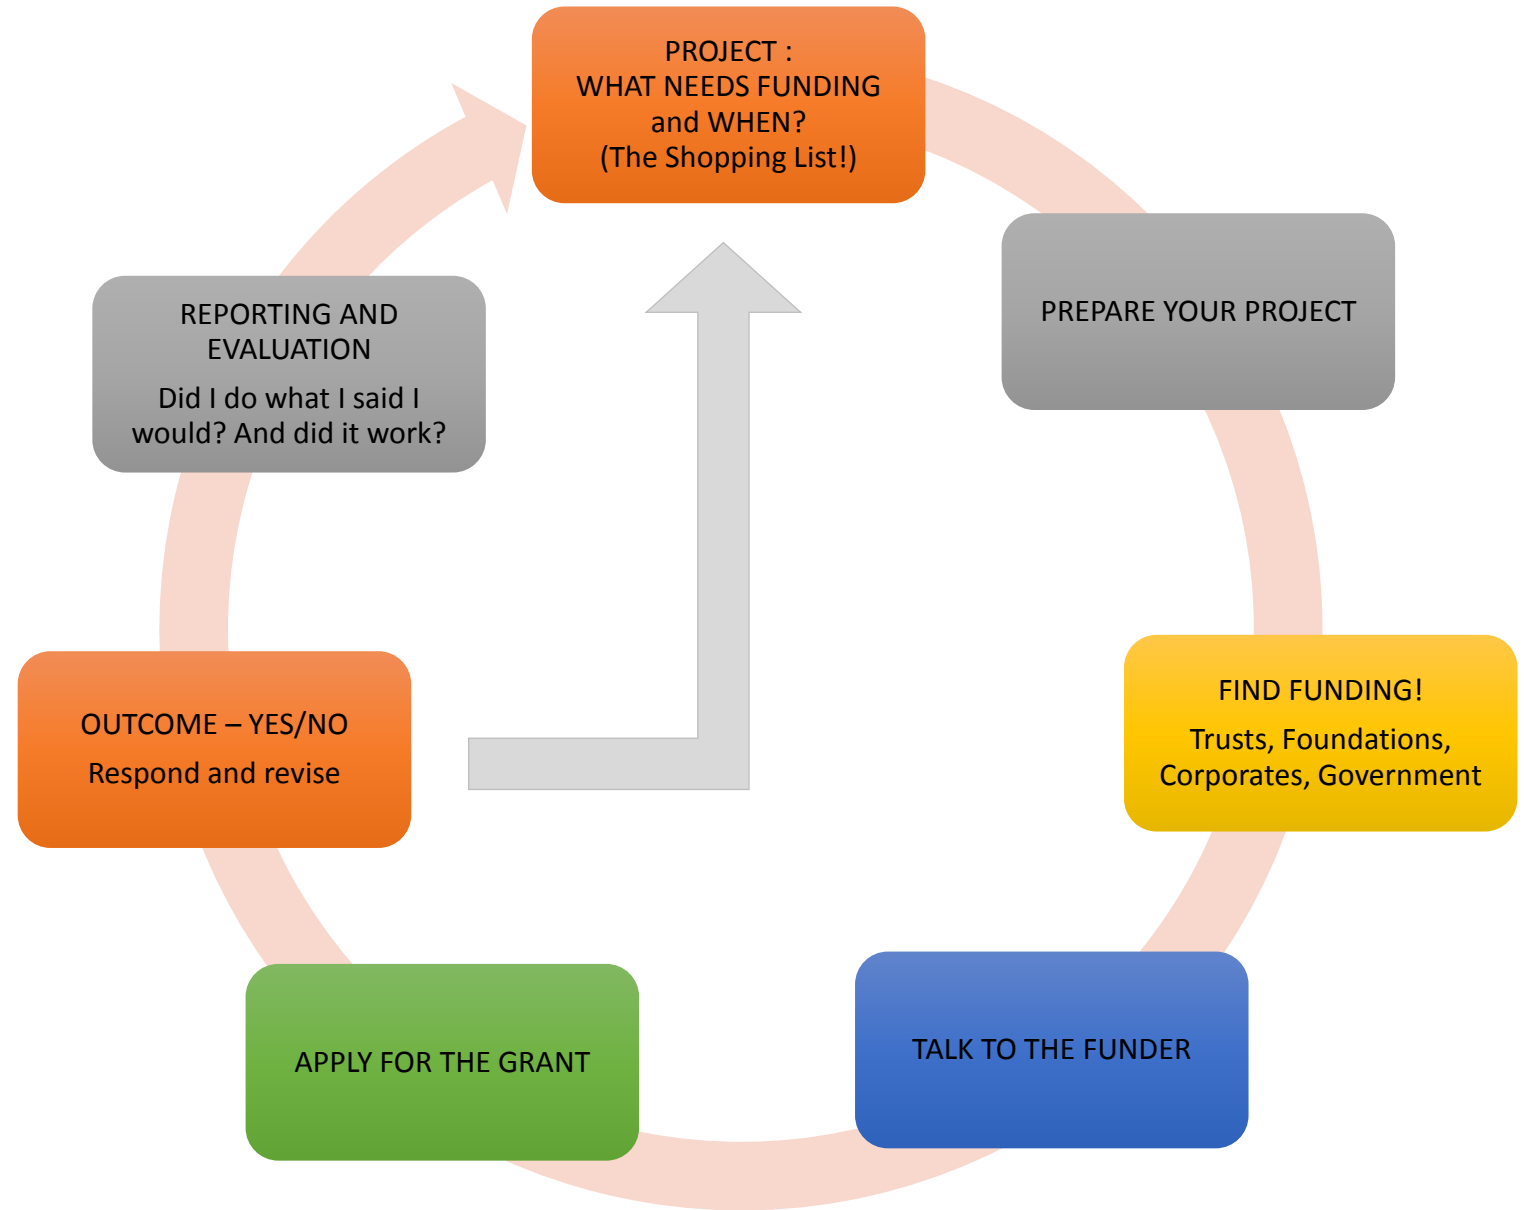 PROJECT :
WHAT NEEDS FUNDING
and WHEN?
(The Shopping List!)
PREPARE YOUR PROJECT
FIND FUNDING!
Trusts, Foundations,
Corporates, Government
TALK TO THE FUNDER
APPLY FOR THE GRANT
OUTCOME – YES/NO
Respond and revise
REPORTING AND
EVALUATION
Did I do what I said I
would? And did it work?